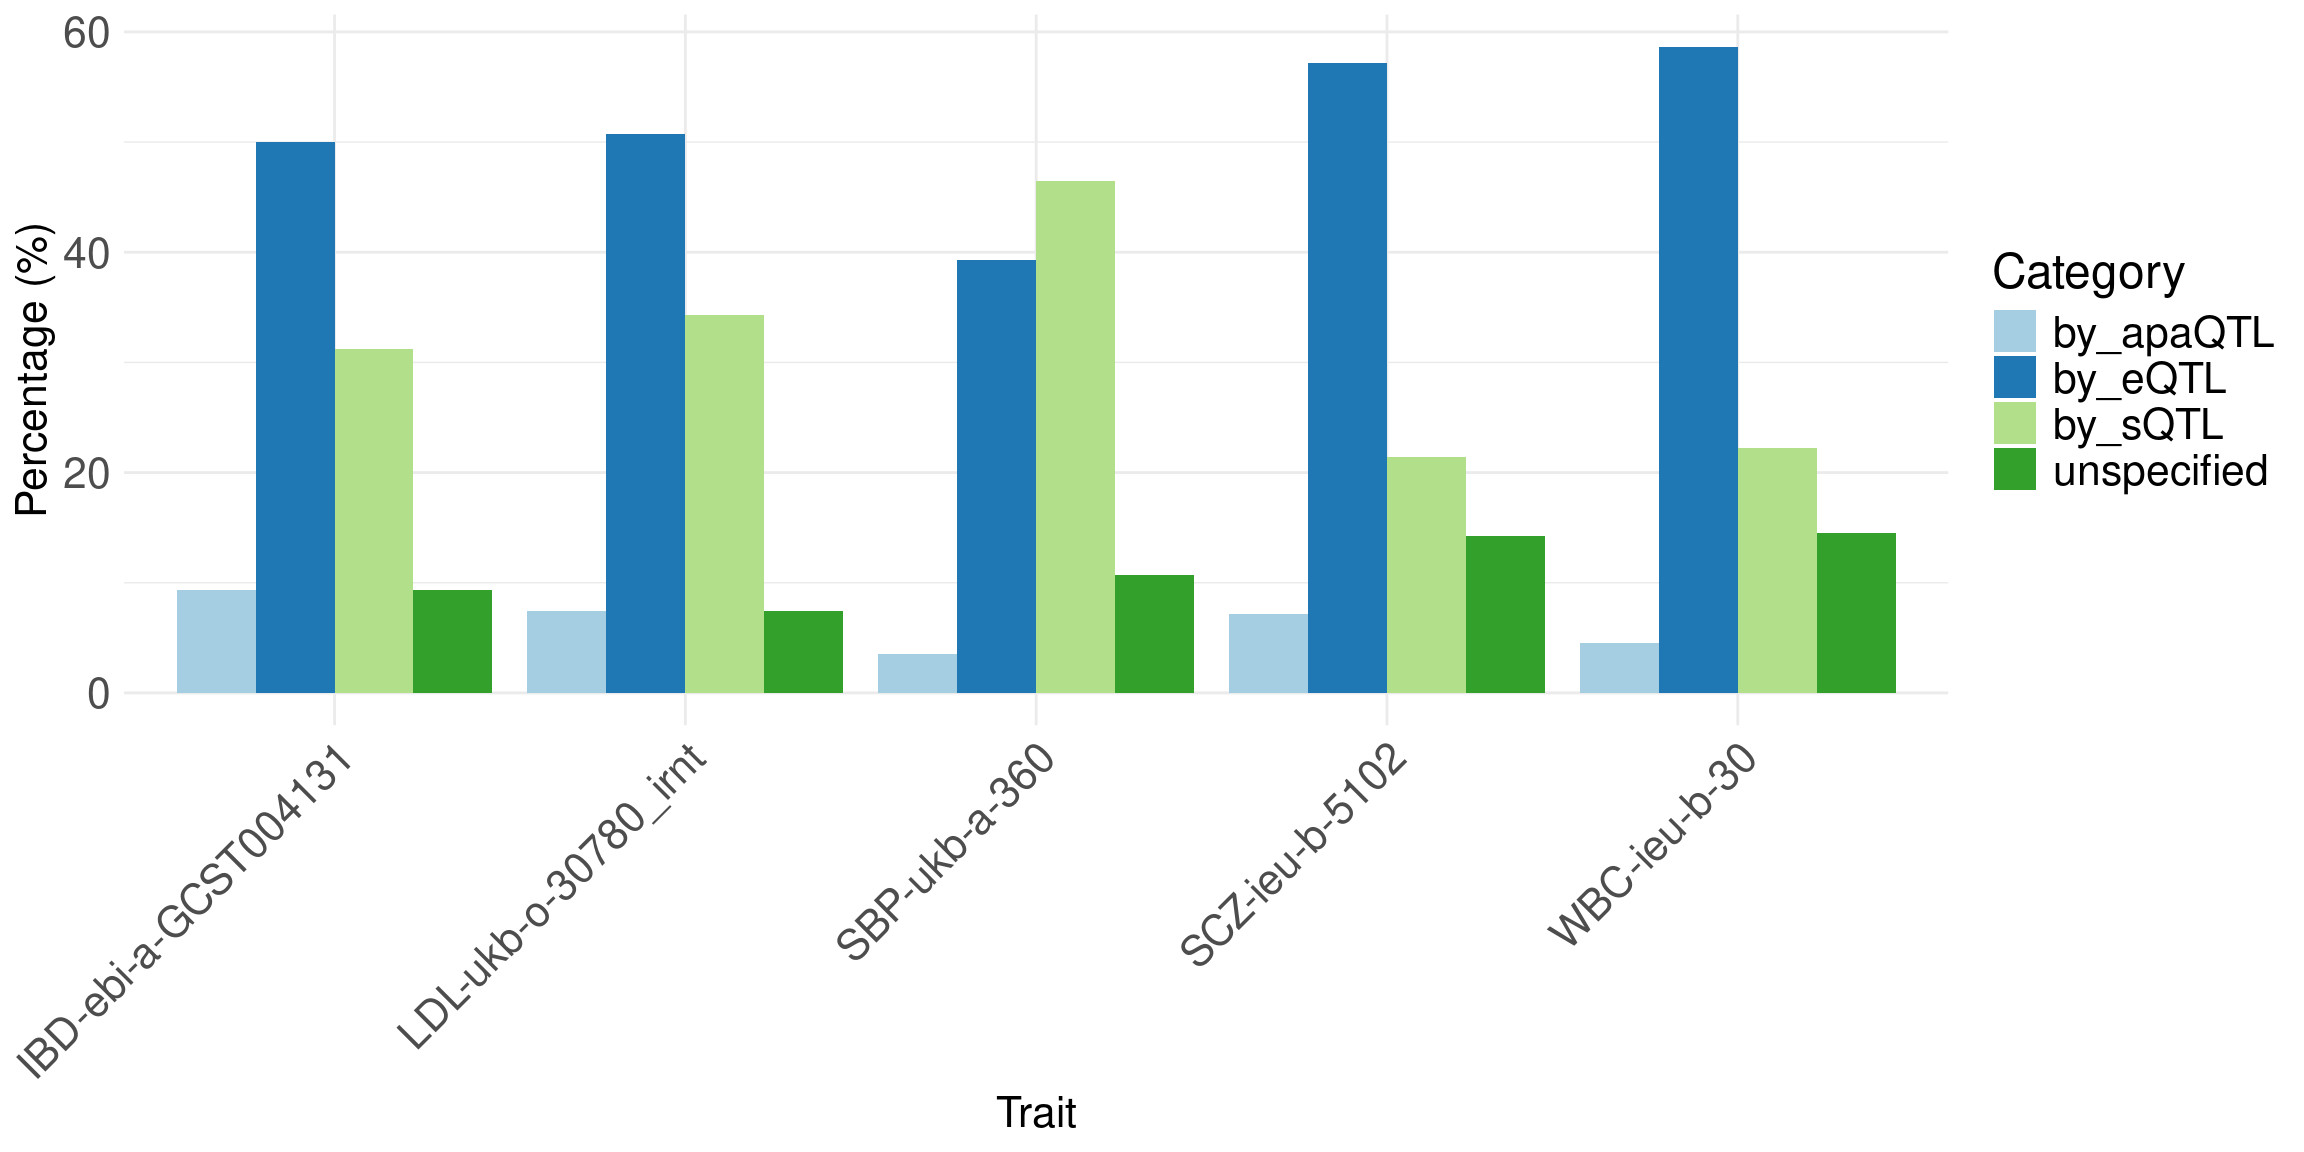 60
40
20
0
Percentage (%)
IBD-ebi-a-GCST004131
LDL-ukb-o-30780_irnt
SBP-ukb-a-360
SCZ-ieu-b-5102
WBC-ieu-b-30
Trait
Category
by_apaQTL
by_eQTL
by_sQTL
unspecified